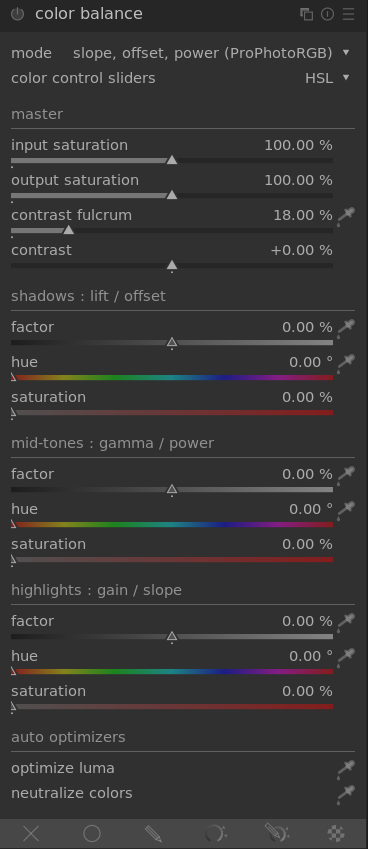 color balance
mode slope, offset, power (ProPhotoRGB)
color control sliders HSL
master
input saturation 100.00 %
output saturation 100.00 %
contrast fulcrum 18.00 %
contrast +0.00 %
shadows : lift / offset
factor 0.00 %
hue 0.00 °
saturation 0.00 %
mid-tones : gamma / power
factor 0.00 %
hue 0.00 °
saturation 0.00 %
highlights : gain / slope
factor 0.00 %
hue 0.00 °
saturation 0.00 %
auto optimizers
optimize luma
neutralize colors